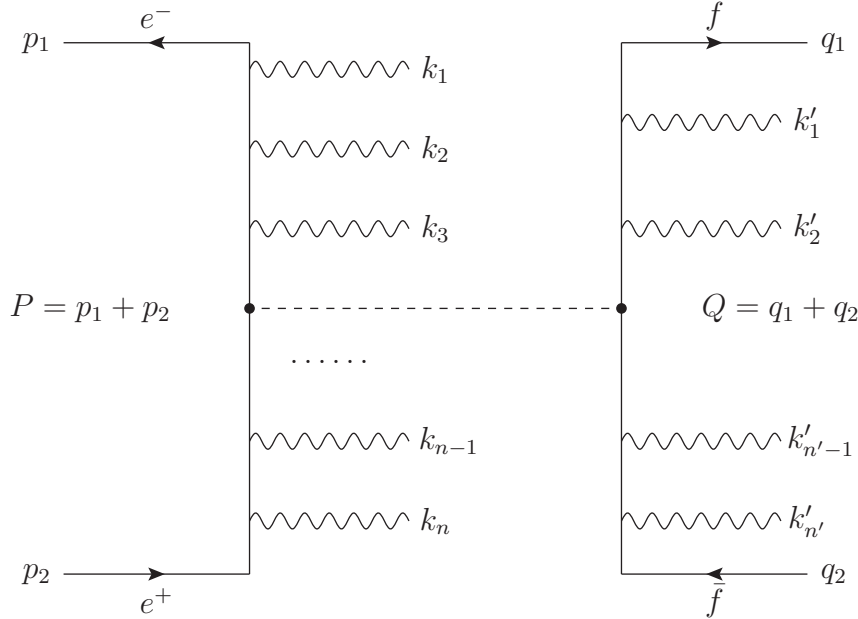 e⁻ f
p₁ q₁
k₁
k′₁
k₂
k₃ k′₂
P = p₁ + p₂ Q = q₁ + q₂
......
kₙ₋₁ k′ₙ′₋₁
kₙ k′ₙ′
p₂ q₂
e⁺ f̄